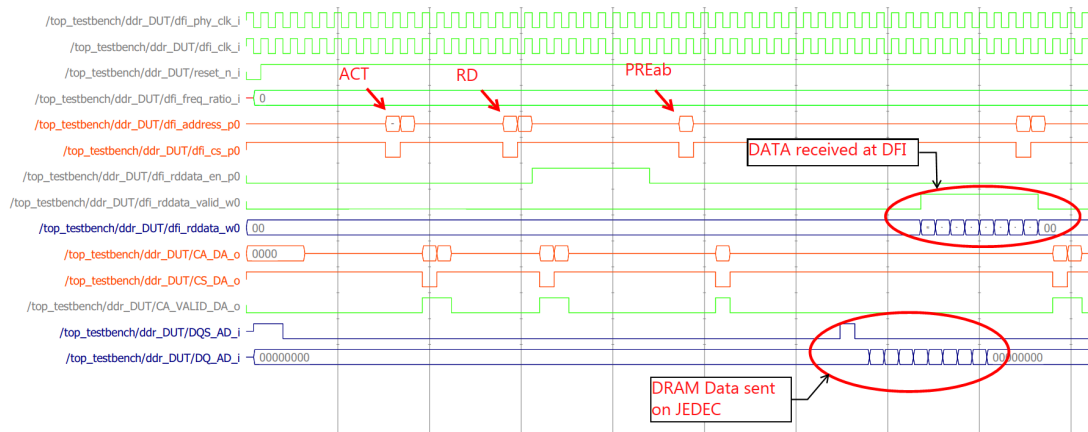 /top_testbench/ddr_DUT/dfi_phy_clk_i
/top_testbench/ddr_DUT/dfi_clk_i
/top_testbench/ddr_DUT/reset_n_i
ACT
RD
PREab
/top_testbench/ddr_DUT/dfi_freq_ratio_i
0
/top_testbench/ddr_DUT/dfi_address_p0
-
/top_testbench/ddr_DUT/dfi_cs_p0
DATA received at DFI
/top_testbench/ddr_DUT/dfi_rddata_en_p0
/top_testbench/ddr_DUT/dfi_rddata_valid_w0
/top_testbench/ddr_DUT/dfi_rddata_w0
00
00
/top_testbench/ddr_DUT/CA_DA_o
0000
/top_testbench/ddr_DUT/CS_DA_o
/top_testbench/ddr_DUT/CA_VALID_DA_o
/top_testbench/ddr_DUT/DQS_AD_i
/top_testbench/ddr_DUT/DQ_AD_i
00000000
00000000
DRAM Data sent
on JEDEC